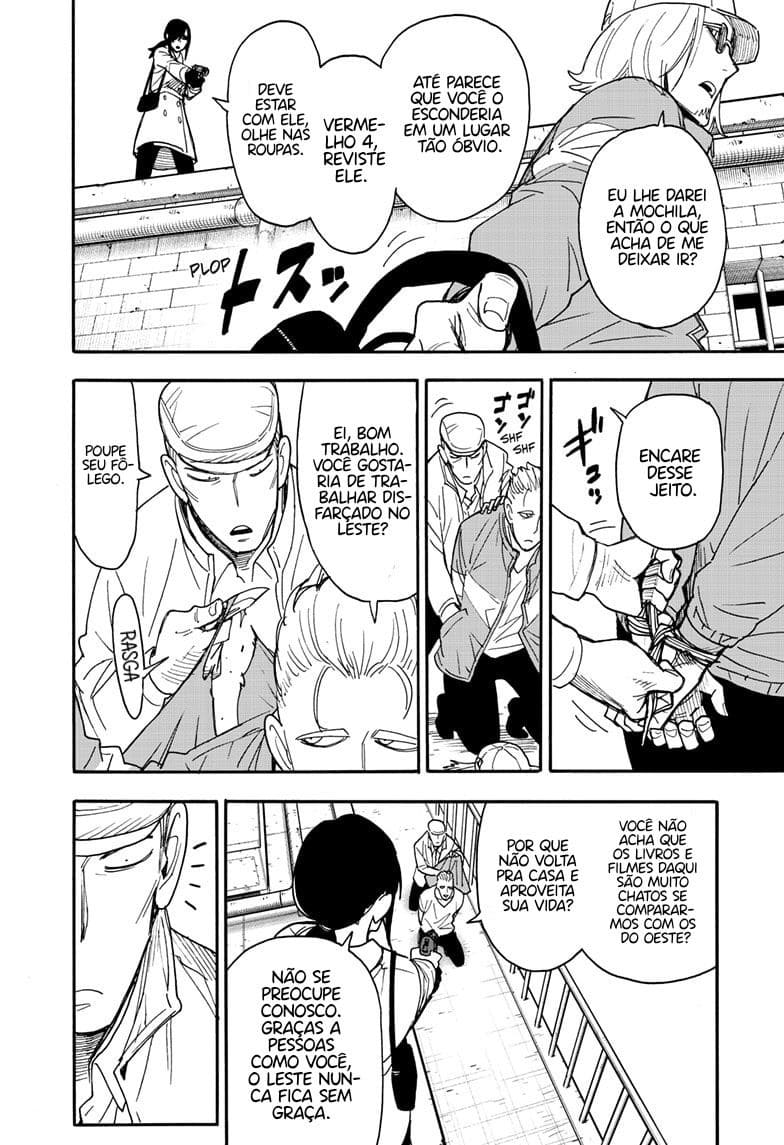 EU LHE DAREI
A MOCHILA,
ENTÃO O QUE
ACHA DE ME
DEIXAR IR?
ATÉ PARECE
QUE VOCÊ O
ESCONDERIA
EM UM LUGAR
TÃO ÓBVIO.
VERME-
LHO 4,
REVISTE
ELE.
DEVE
ESTAR
COM ELE,
OLHE NAS
ROUPAS.
PLOP
ドスッ
ENCARE
DESSE
JEITO.
ギュ
ゴソ
ゴソ
SHF
SHF
EI, BOM
TRABALHO.
VOCÊ GOSTA-
RIA DE TRA-
BALHAR DIS-
FARÇADO NO
LESTE?
POUPE
SEU FÔ-
LEGO.
RASGA
VOCÊ NÃO
ACHA QUE
OS LIVROS E
FILMES DAQUI
SÃO MUITO
CHATOS SE
COMPARAR-
MOS COM OS
DO OESTE?
POR QUE
NÃO VOLTA
PRA CASA E
APROVEITA
SUA VIDA?
NÃO SE
PREOCUPE
CONOSCO.
GRAÇAS A
PESSOAS
COMO VOCÊ,
O LESTE NUN-
CA FICA SEM
GRAÇA.